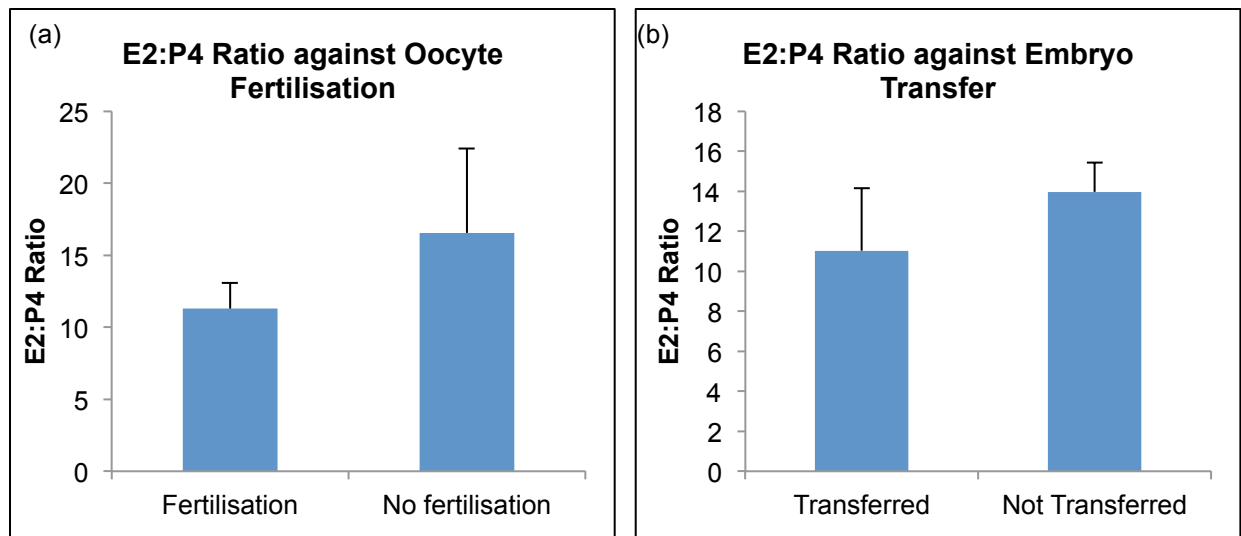 (a)
E2:P4 Ratio against Oocyte
Fertilisation
25
20
15
10
5
0
E2:P4 Ratio
Fertilisation No fertilisation
(b)
E2:P4 Ratio against Embryo
Transfer
18
16
14
12
10
8
6
4
2
0
E2:P4 Ratio
Transferred Not Transferred